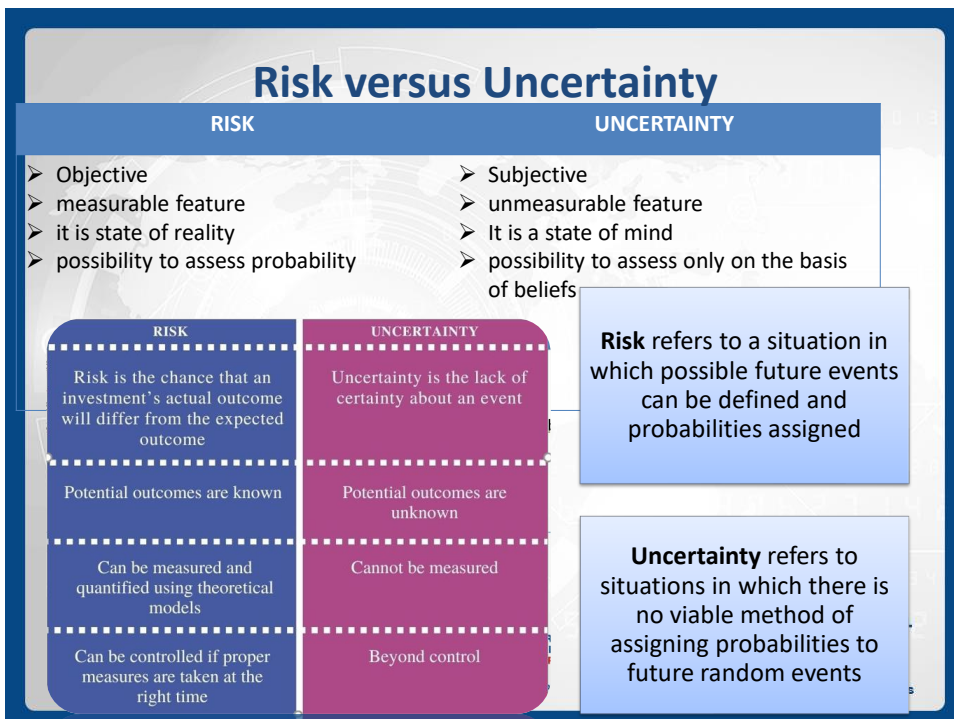 Risk versus Uncertainty
RISK
UNCERTAINTY
➢ Objective
➢ measurable feature
➢ it is state of reality
➢ possibility to assess probability
➢ Subjective
➢ unmeasurable feature
➢ It is a state of mind
➢ possibility to assess only on the basis
of beliefs
RISK
UNCERTAINTY
Risk is the chance that an
investment's actual outcome
will differ from the expected
outcome
Uncertainty is the lack of
certainty about an event
Potential outcomes are known
Potential outcomes are
unknown
Can be measured and
quantified using theoretical
models
Cannot be measured
Can be controlled if proper
measures are taken at the
right time
Beyond control
Risk refers to a situation in
which possible future events
can be defined and
probabilities assigned
Uncertainty refers to
situations in which there is
no viable method of
assigning probabilities to
future random events